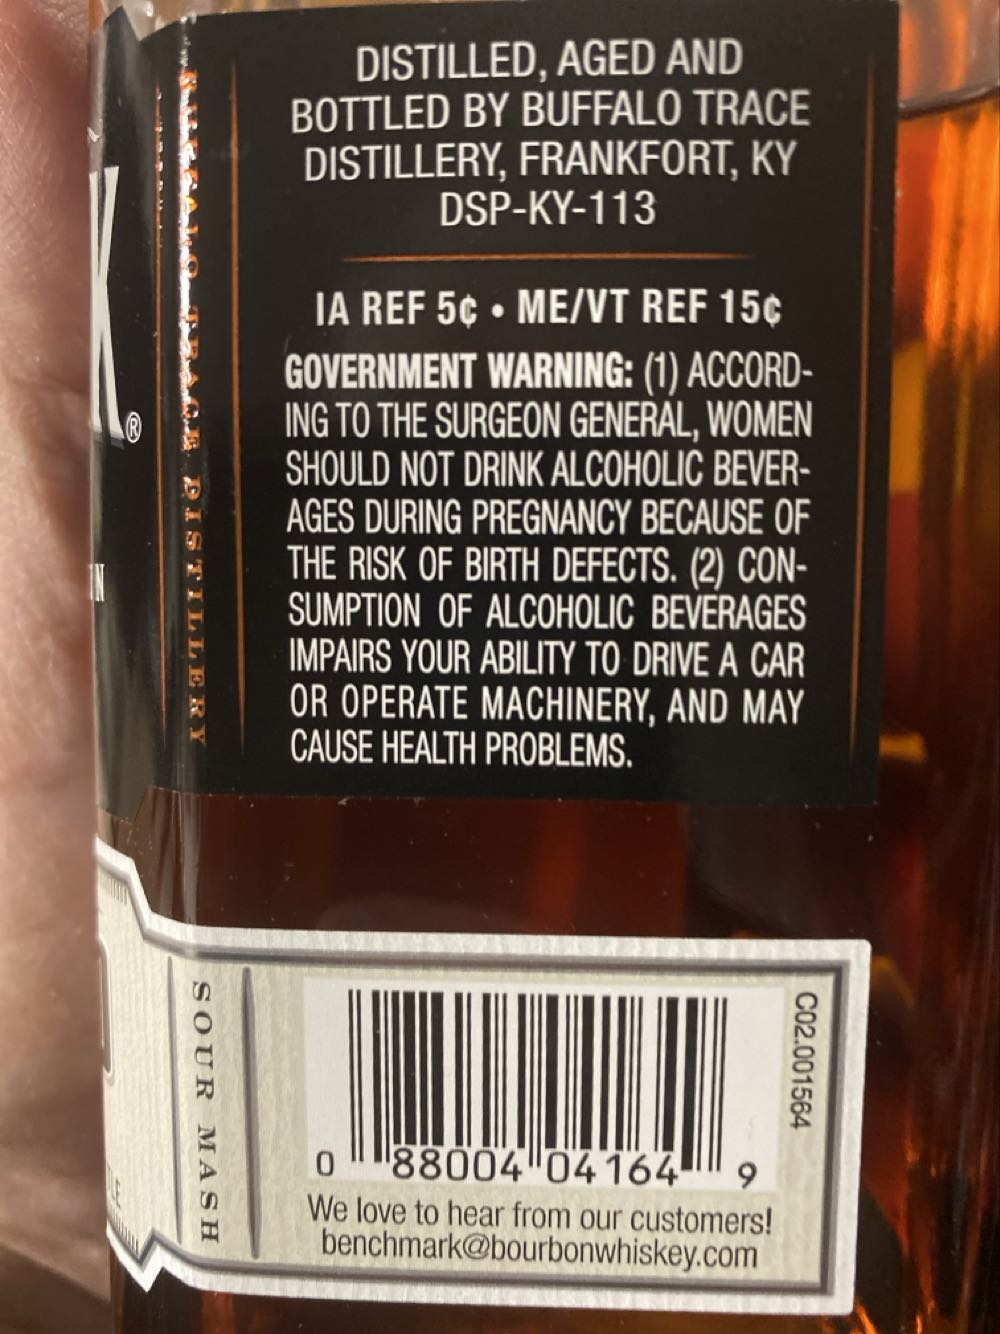 DISTILLED, AGED AND
BOTTLED BY BUFFALO TRACE
DISTILLERY, FRANKFORT, KY
DSP-KY-113
IA REF 5¢ • ME/VT REF 15¢
GOVERNMENT WARNING: (1) ACCORD-
ING TO THE SURGEON GENERAL, WOMEN
SHOULD NOT DRINK ALCOHOLIC BEVER-
AGES DURING PREGNANCY BECAUSE OF
THE RISK OF BIRTH DEFECTS. (2) CON-
SUMPTION OF ALCOHOLIC BEVERAGES
IMPAIRS YOUR ABILITY TO DRIVE A CAR
OR OPERATE MACHINERY, AND MAY
CAUSE HEALTH PROBLEMS.
K®
BUFFALO TRACE DISTILLERY
SOUR MASH
C02.001564
0 88004 04164 9
We love to hear from our customers!
benchmark@bourbonwhiskey.com